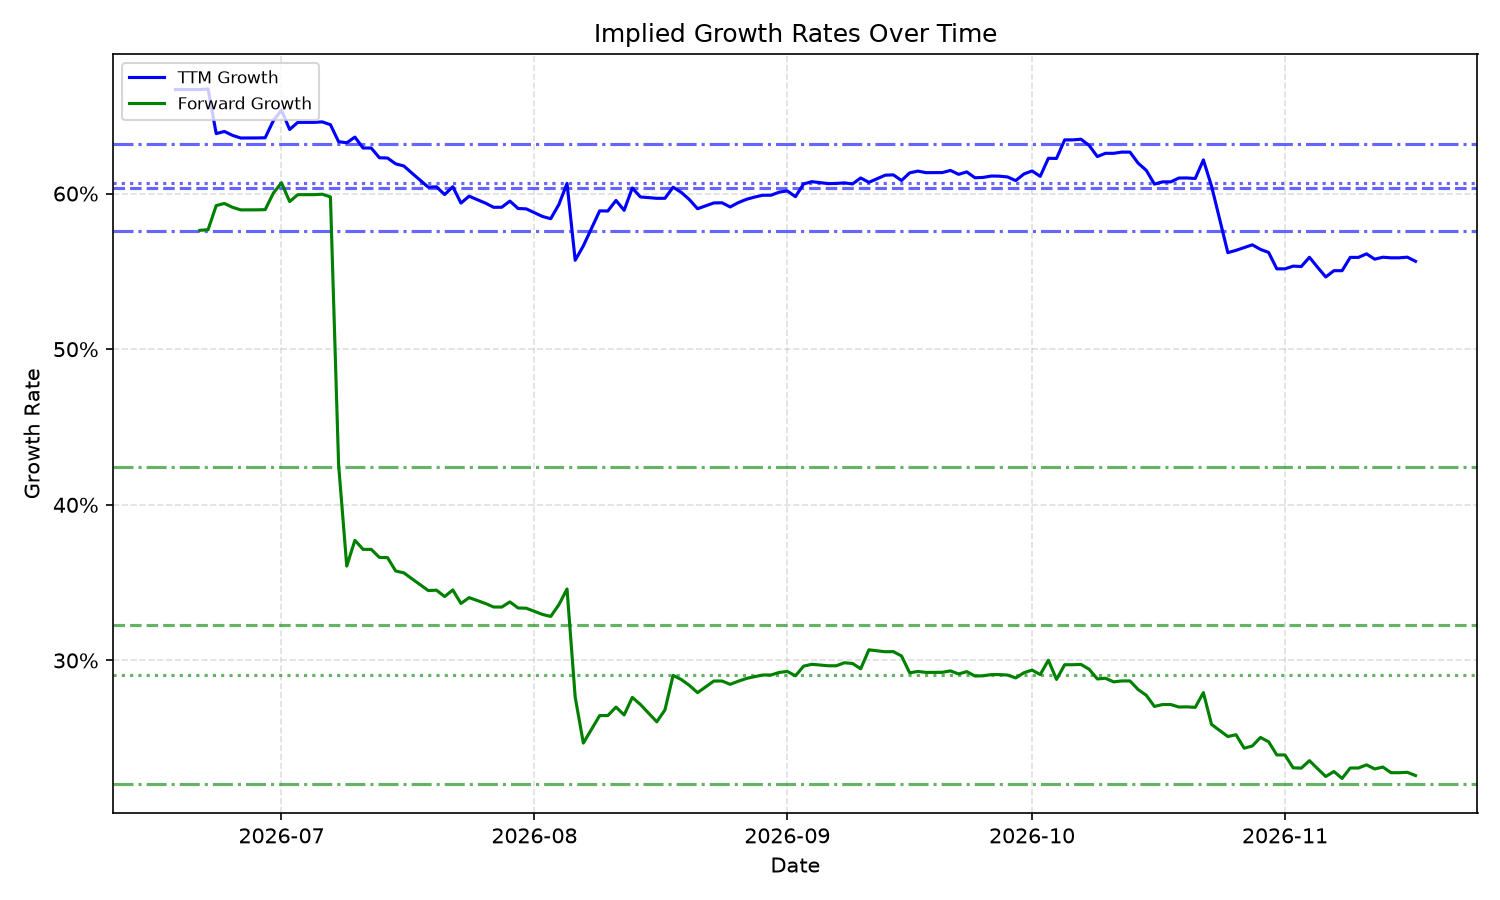 Implied Growth Rates Over Time
TTM Growth
Forward Growth
60%
50%
40%
30%
Growth Rate
2026-07
2026-08
2026-09
2026-10
2026-11
Date